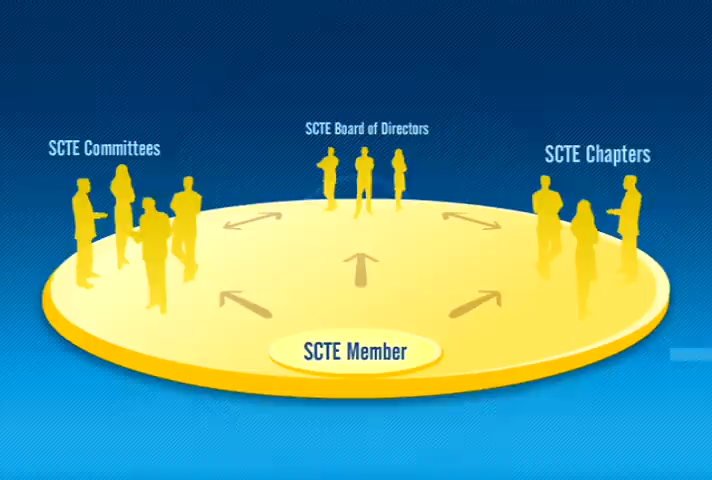 SCTE Board of Directors
SCTE Committees
SCTE Chapters
SCTE Member